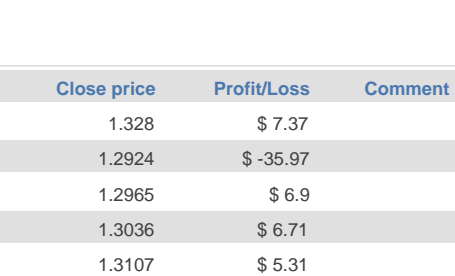 Close price Profit/Loss Comment
1.328 $ 7.37
1.2924 $ -35.97
1.2965 $ 6.9
1.3036 $ 6.71
1.3107 $ 5.31